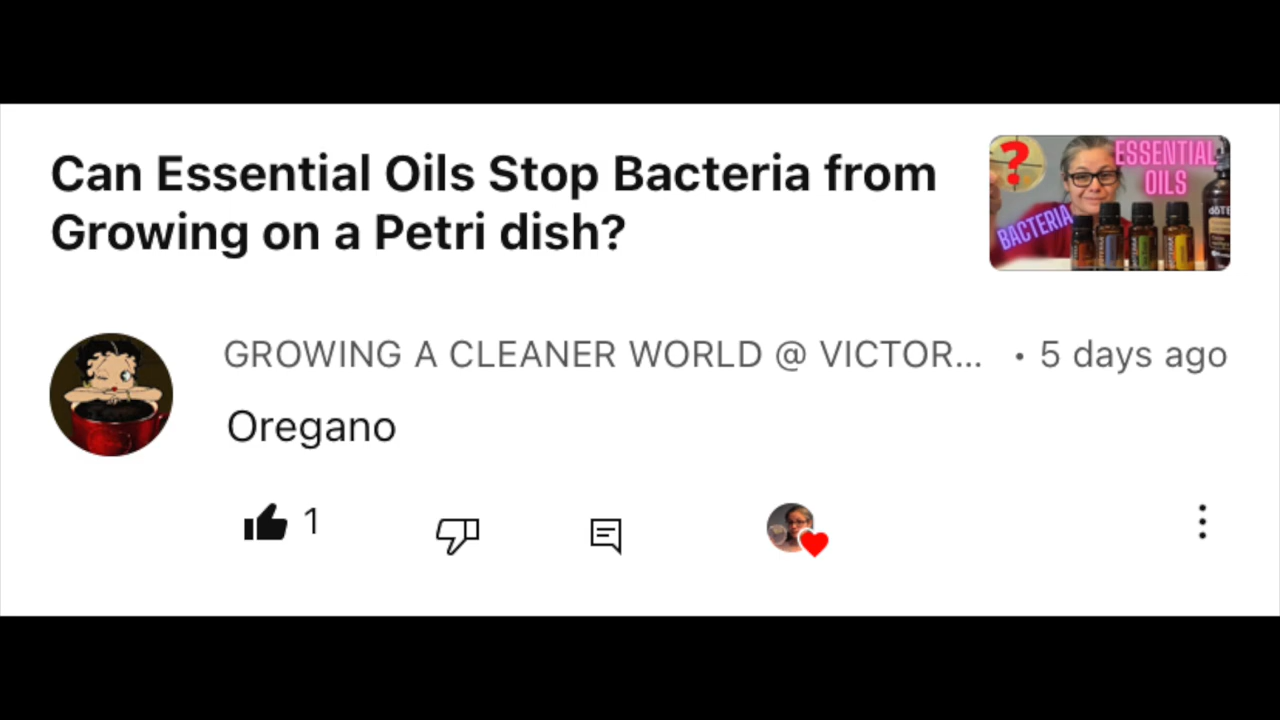 Can Essential Oils Stop Bacteria from
Growing on a Petri dish?
?
ESSENTIAL
OILS
BACTERIA
GROWING A CLEANER WORLD @ VICTOR... • 5 days ago
Oregano
1